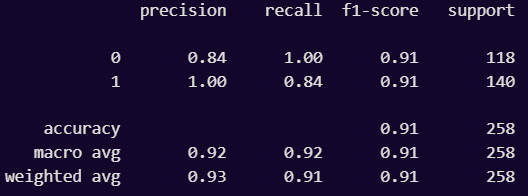 precision recall f1-score support
0 0.84 1.00 0.91 118
1 1.00 0.84 0.91 140
accuracy 0.91 258
macro avg 0.92 0.92 0.91 258
weighted avg 0.93 0.91 0.91 258